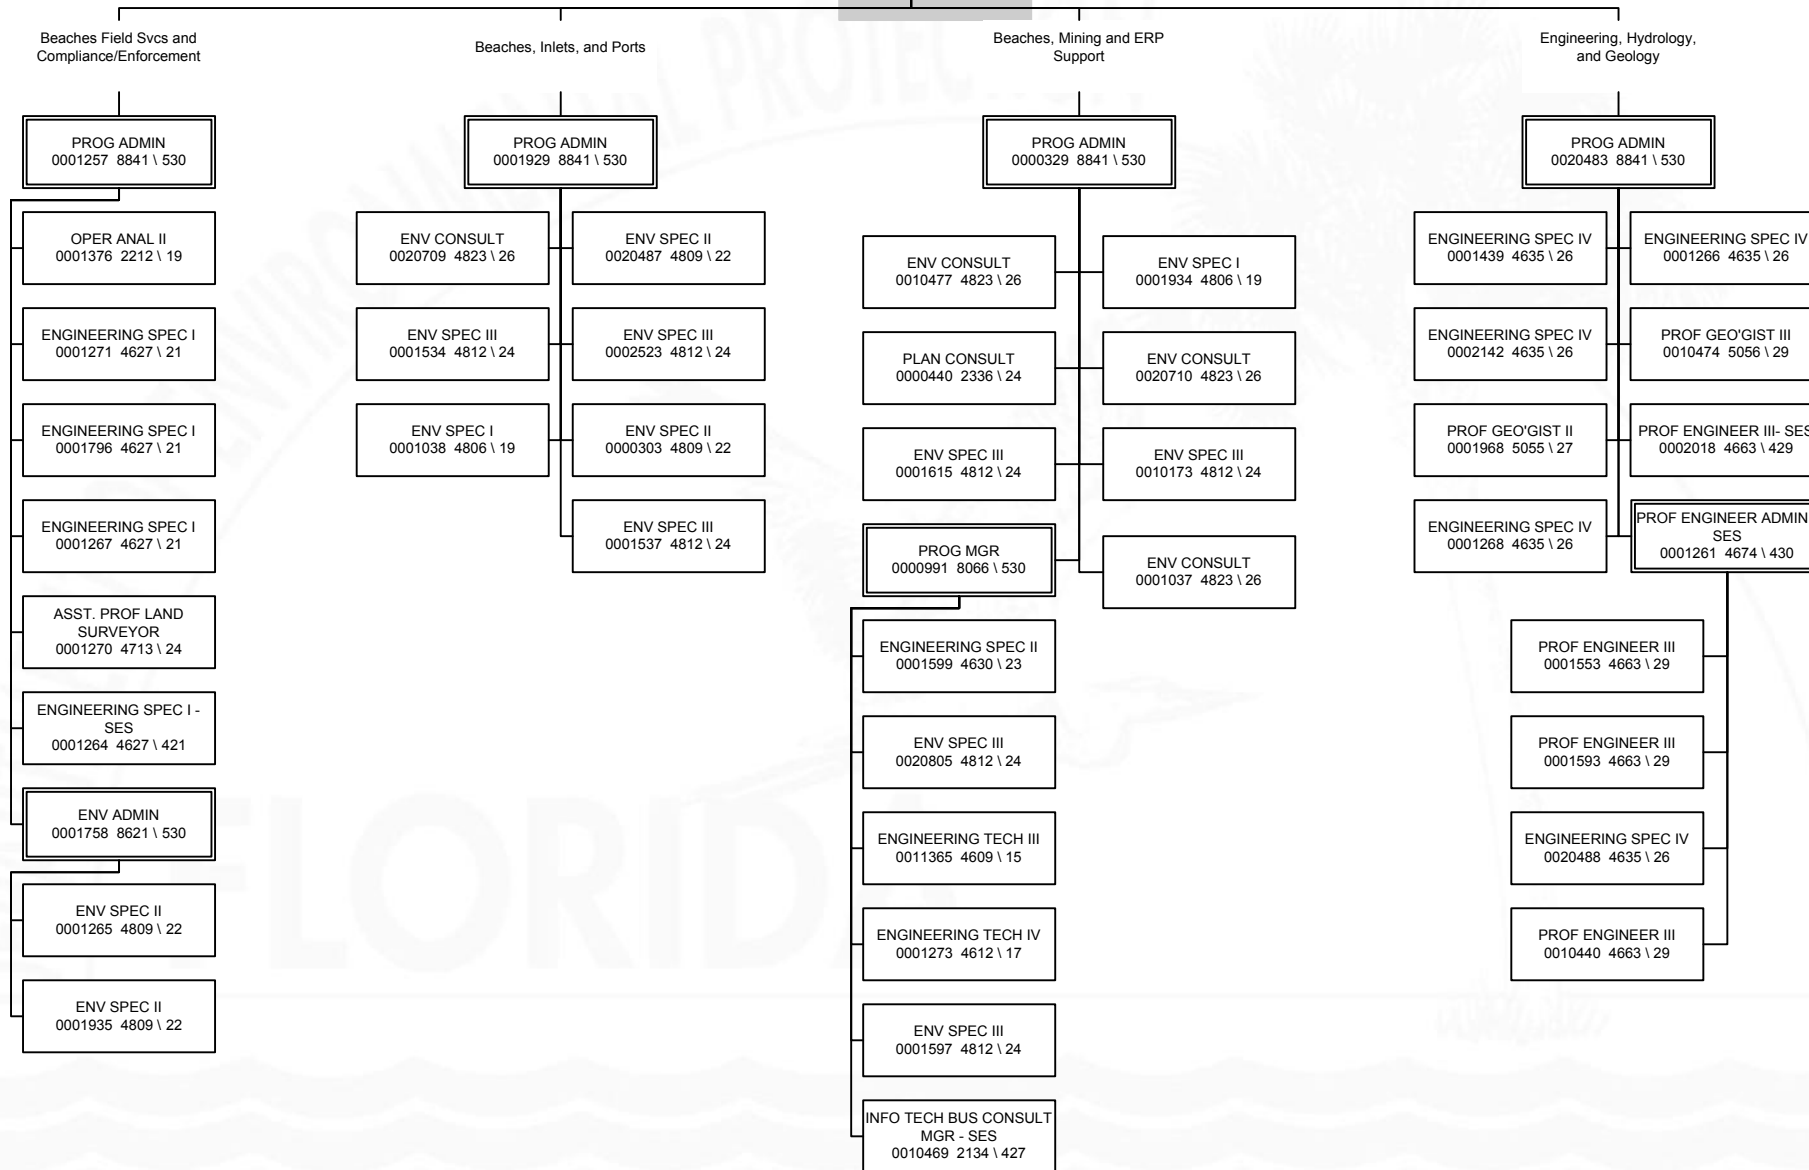 Beaches Field Svcs and
Compliance/Enforcement
PROG ADMIN
0001257 8841 \ 530
OPER ANAL II
0001376 2212 \ 19
ENGINEERING SPEC I
0001271 4627 \ 21
ENGINEERING SPEC I
0001796 4627 \ 21
ENGINEERING SPEC I
0001267 4627 \ 21
ASST. PROF LAND
SURVEYOR
0001270 4713 \ 24
ENGINEERING SPEC I -
SES
0001264 4627 \ 421
ENV ADMIN
0001758 8621 \ 530
ENV SPEC II
0001265 4809 \ 22
ENV SPEC II
0001935 4809 \ 22
Beaches, Inlets, and Ports
PROG ADMIN
0001929 8841 \ 530
ENV CONSULT
0020709 4823 \ 26
ENV SPEC II
0020487 4809 \ 22
ENV SPEC III
0001534 4812 \ 24
ENV SPEC III
0002523 4812 \ 24
ENV SPEC I
0001038 4806 \ 19
ENV SPEC II
0000303 4809 \ 22
ENV SPEC III
0001537 4812 \ 24
Beaches, Mining and ERP
Support
PROG ADMIN
0000329 8841 \ 530
ENV CONSULT
0010477 4823 \ 26
ENV SPEC I
0001934 4806 \ 19
PLAN CONSULT
0000440 2336 \ 24
ENV CONSULT
0020710 4823 \ 26
ENV SPEC III
0001615 4812 \ 24
ENV SPEC III
0010173 4812 \ 24
PROG MGR
0000991 8066 \ 530
ENV CONSULT
0001037 4823 \ 26
ENGINEERING SPEC II
0001599 4630 \ 23
ENV SPEC III
0020805 4812 \ 24
ENGINEERING TECH III
0011365 4609 \ 15
ENGINEERING TECH IV
0001273 4612 \ 17
ENV SPEC III
0001597 4812 \ 24
INFO TECH BUS CONSULT
MGR - SES
0010469 2134 \ 427
Engineering, Hydrology,
and Geology
PROG ADMIN
0020483 8841 \ 530
ENGINEERING SPEC IV
0001439 4635 \ 26
ENGINEERING SPEC IV
0001266 4635 \ 26
ENGINEERING SPEC IV
0002142 4635 \ 26
PROF GEO'GIST III
0010474 5056 \ 29
PROF GEO'GIST II
0001968 5055 \ 27
PROF ENGINEER III- SES
0002018 4663 \ 429
ENGINEERING SPEC IV
0001268 4635 \ 26
PROF ENGINEER ADMIN
SES
0001261 4674 \ 430
PROF ENGINEER III
0001553 4663 \ 29
PROF ENGINEER III
0001593 4663 \ 29
ENGINEERING SPEC IV
0020488 4635 \ 26
PROF ENGINEER III
0010440 4663 \ 29
ENVIRONMENTAL PROTEC
FLORIDA